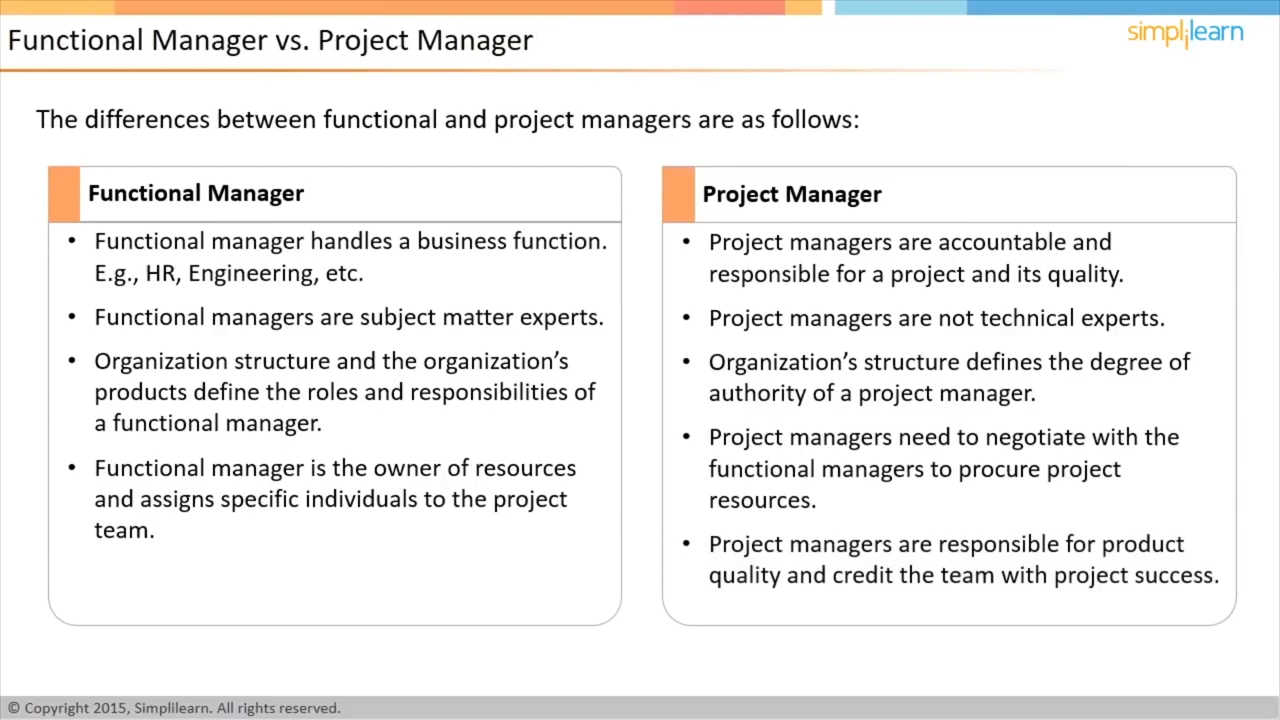 Functional Manager vs. Project Manager
simplilearn
The differences between functional and project managers are as follows:
Functional Manager
• Functional manager handles a business function.
E.g., HR, Engineering, etc.
• Functional managers are subject matter experts.
• Organization structure and the organization’s
products define the roles and responsibilities of
a functional manager.
• Functional manager is the owner of resources
and assigns specific individuals to the project
team.
Project Manager
• Project managers are accountable and
responsible for a project and its quality.
• Project managers are not technical experts.
• Organization’s structure defines the degree of
authority of a project manager.
• Project managers need to negotiate with the
functional managers to procure project
resources.
• Project managers are responsible for product
quality and credit the team with project success.
© Copyright 2015, Simplilearn. All rights reserved.